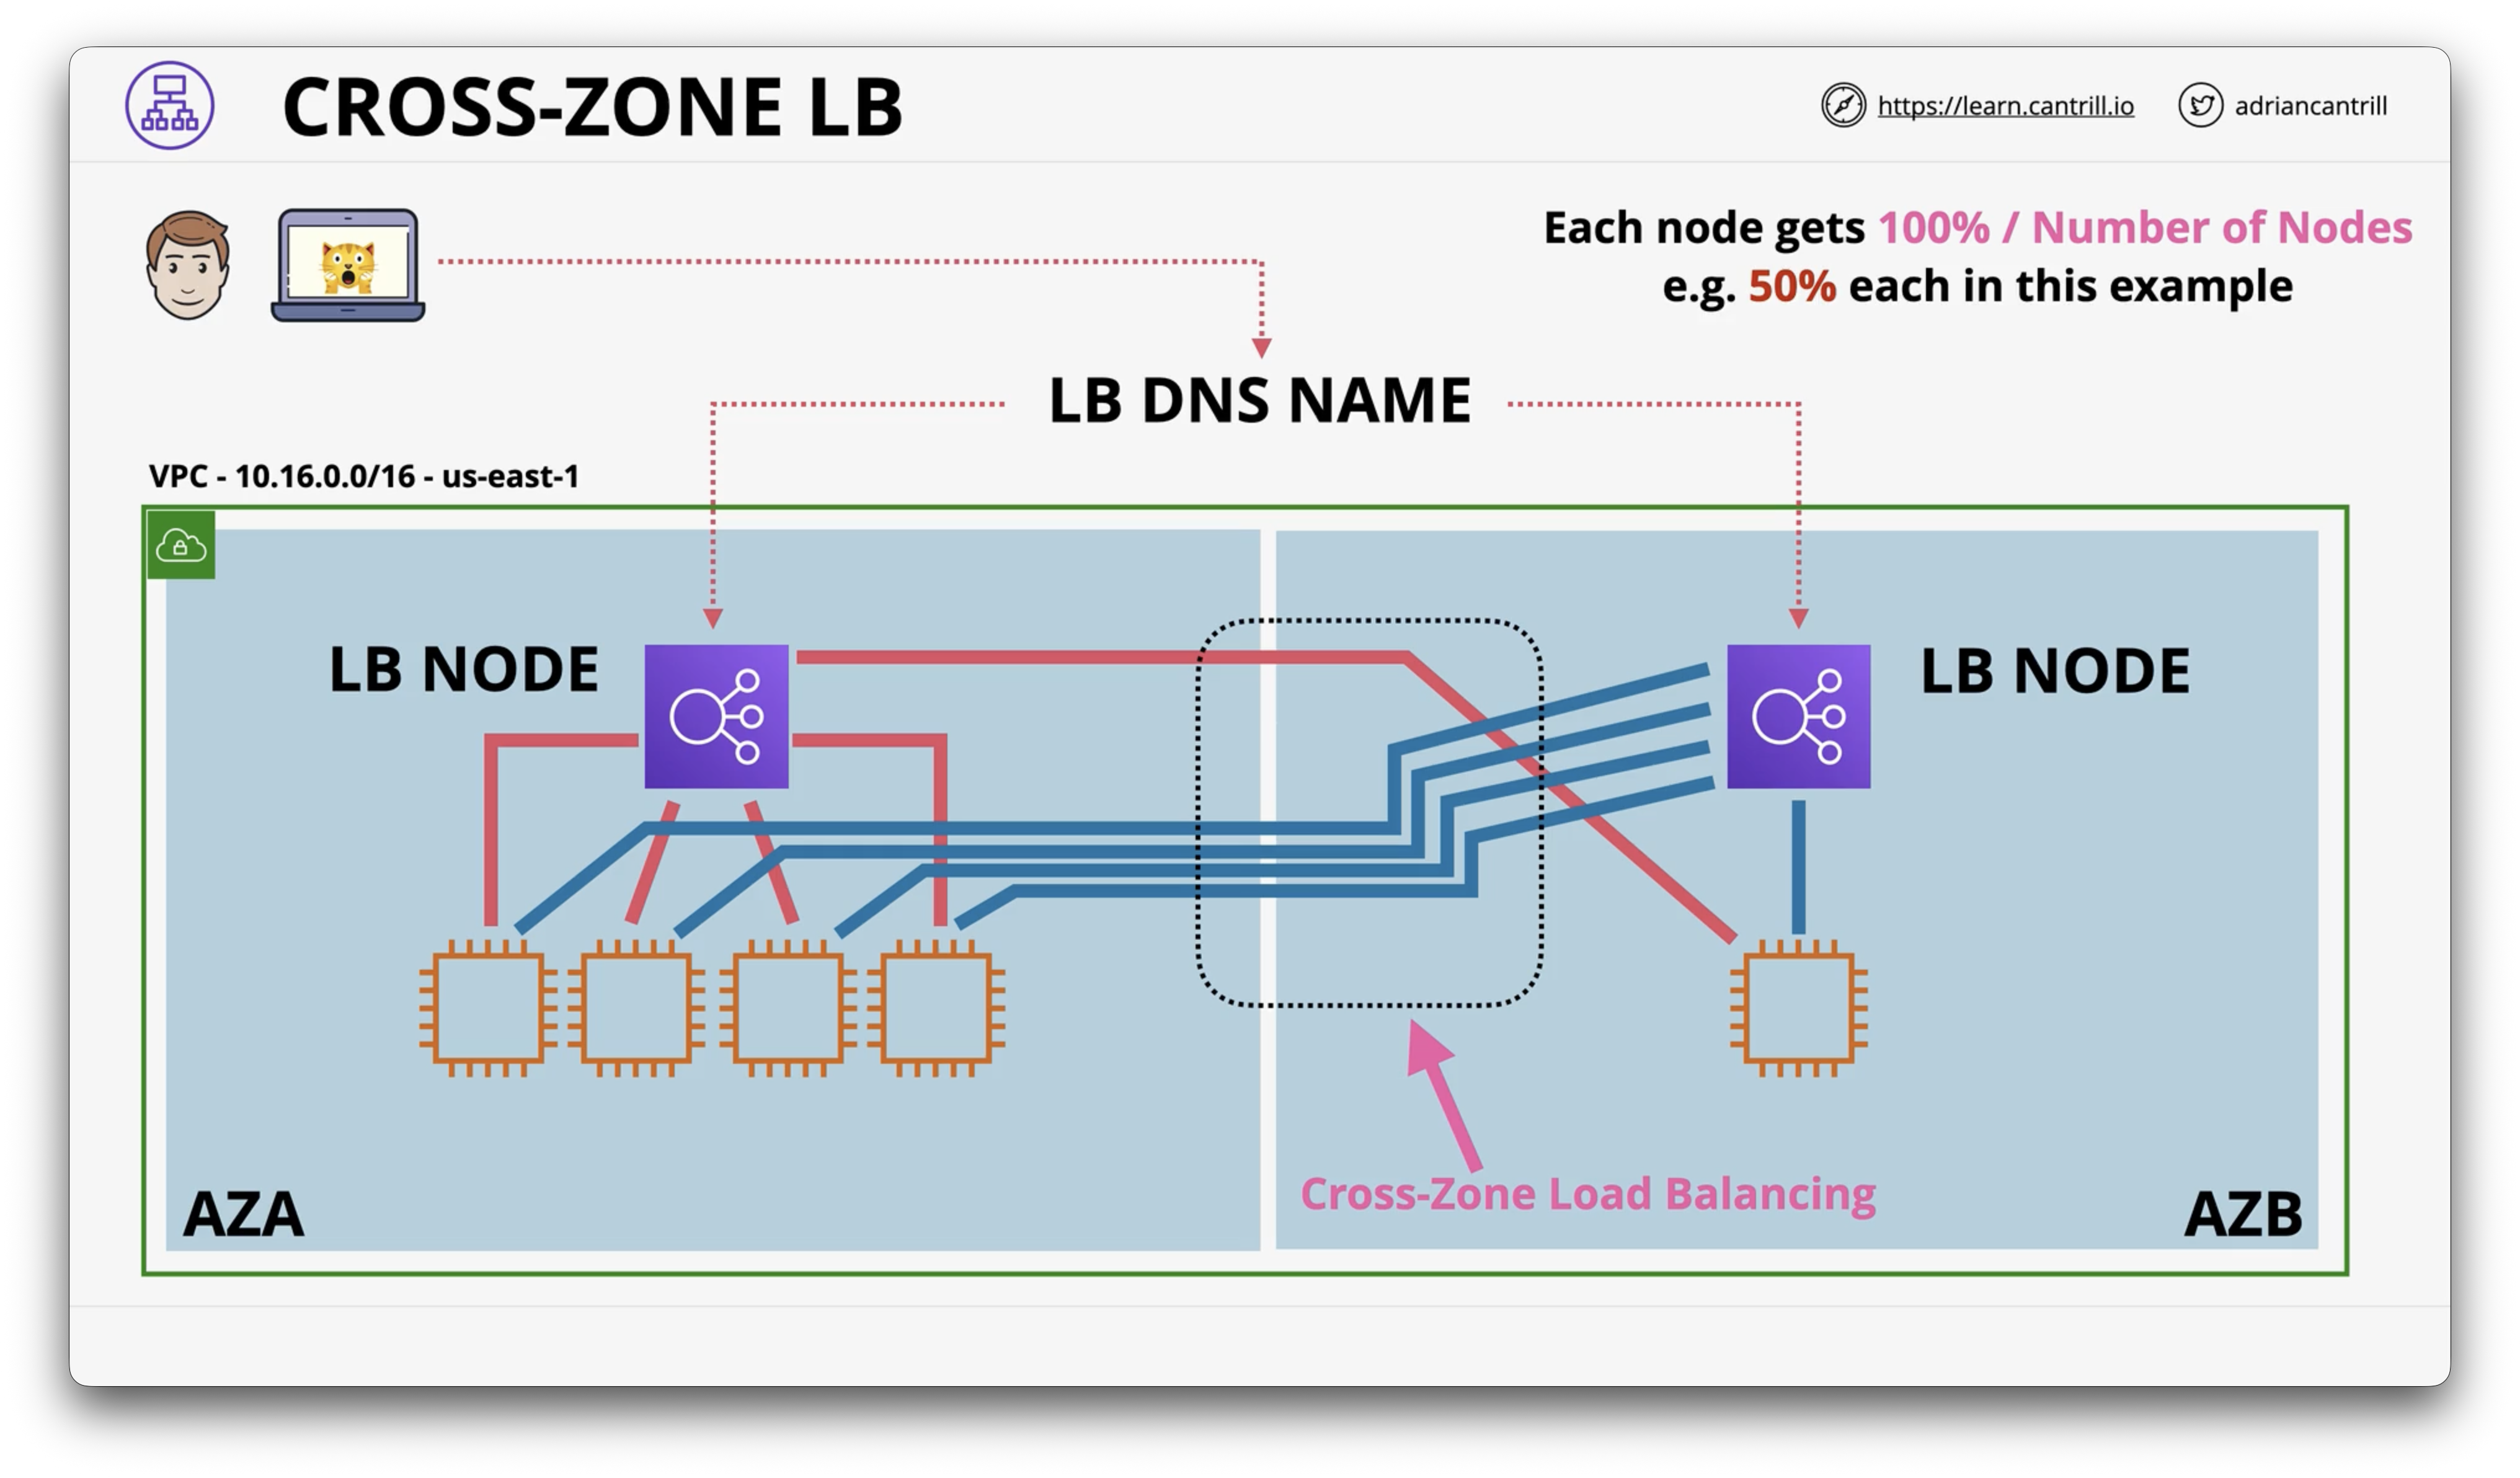 CROSS-ZONE LB
https://learn.cantrill.io
adriancantrill
Each node gets 100% / Number of Nodes
e.g. 50% each in this example
LB DNS NAME
VPC - 10.16.0.0/16 - us-east-1
LB NODE
LB NODE
Cross-Zone Load Balancing
AZA
AZB